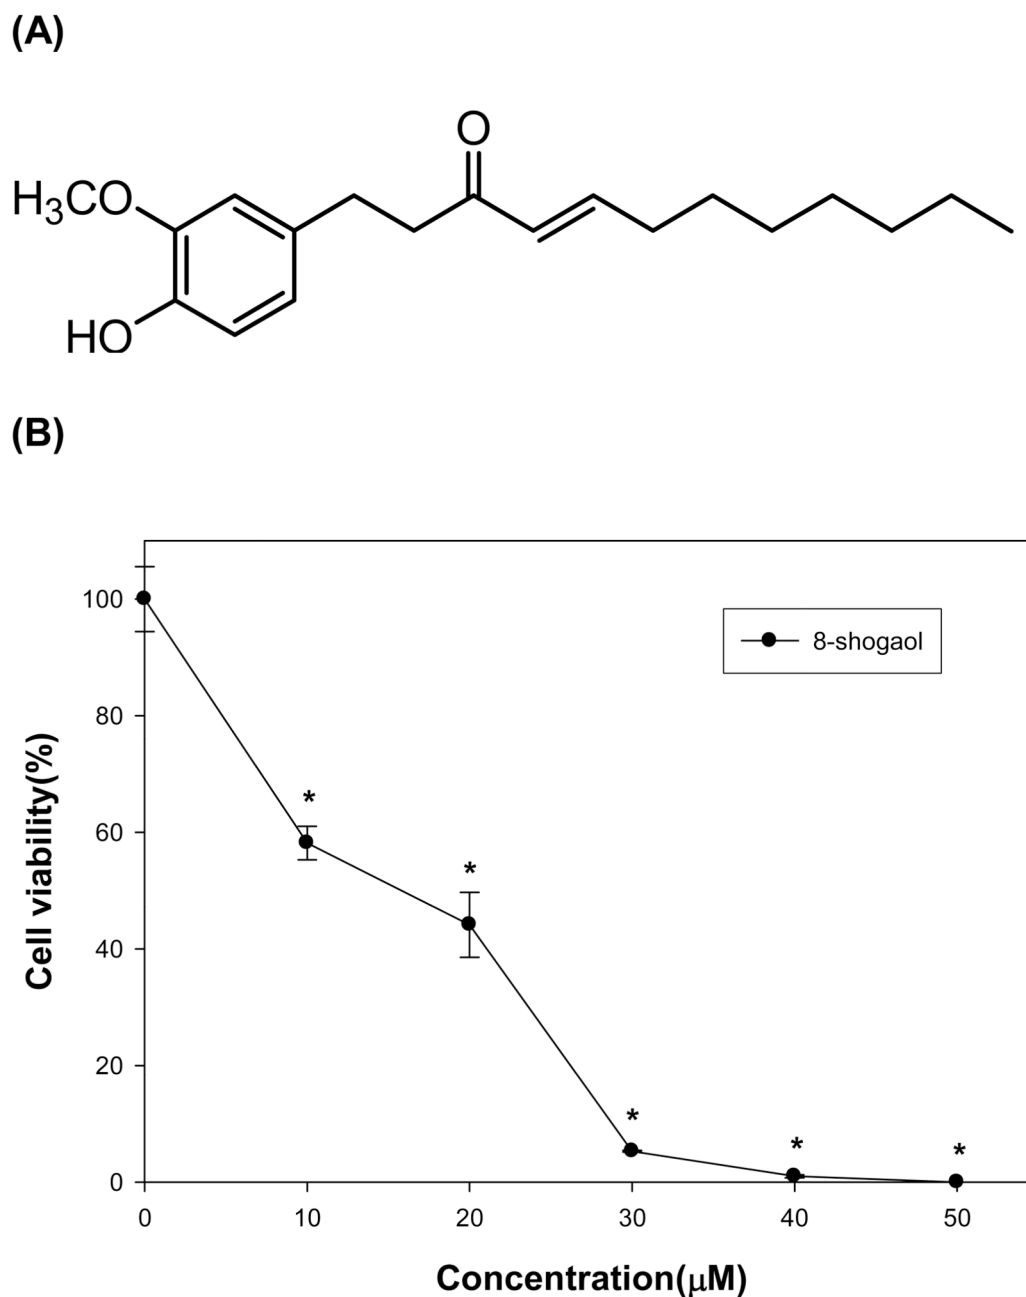 (A)
O
H₃CO
HO
(B)
100
80
60
40
20
0
Cell viability(%)
8-shogaol
*
*
*
*
*
0 10 20 30 40 50
Concentration(μM)